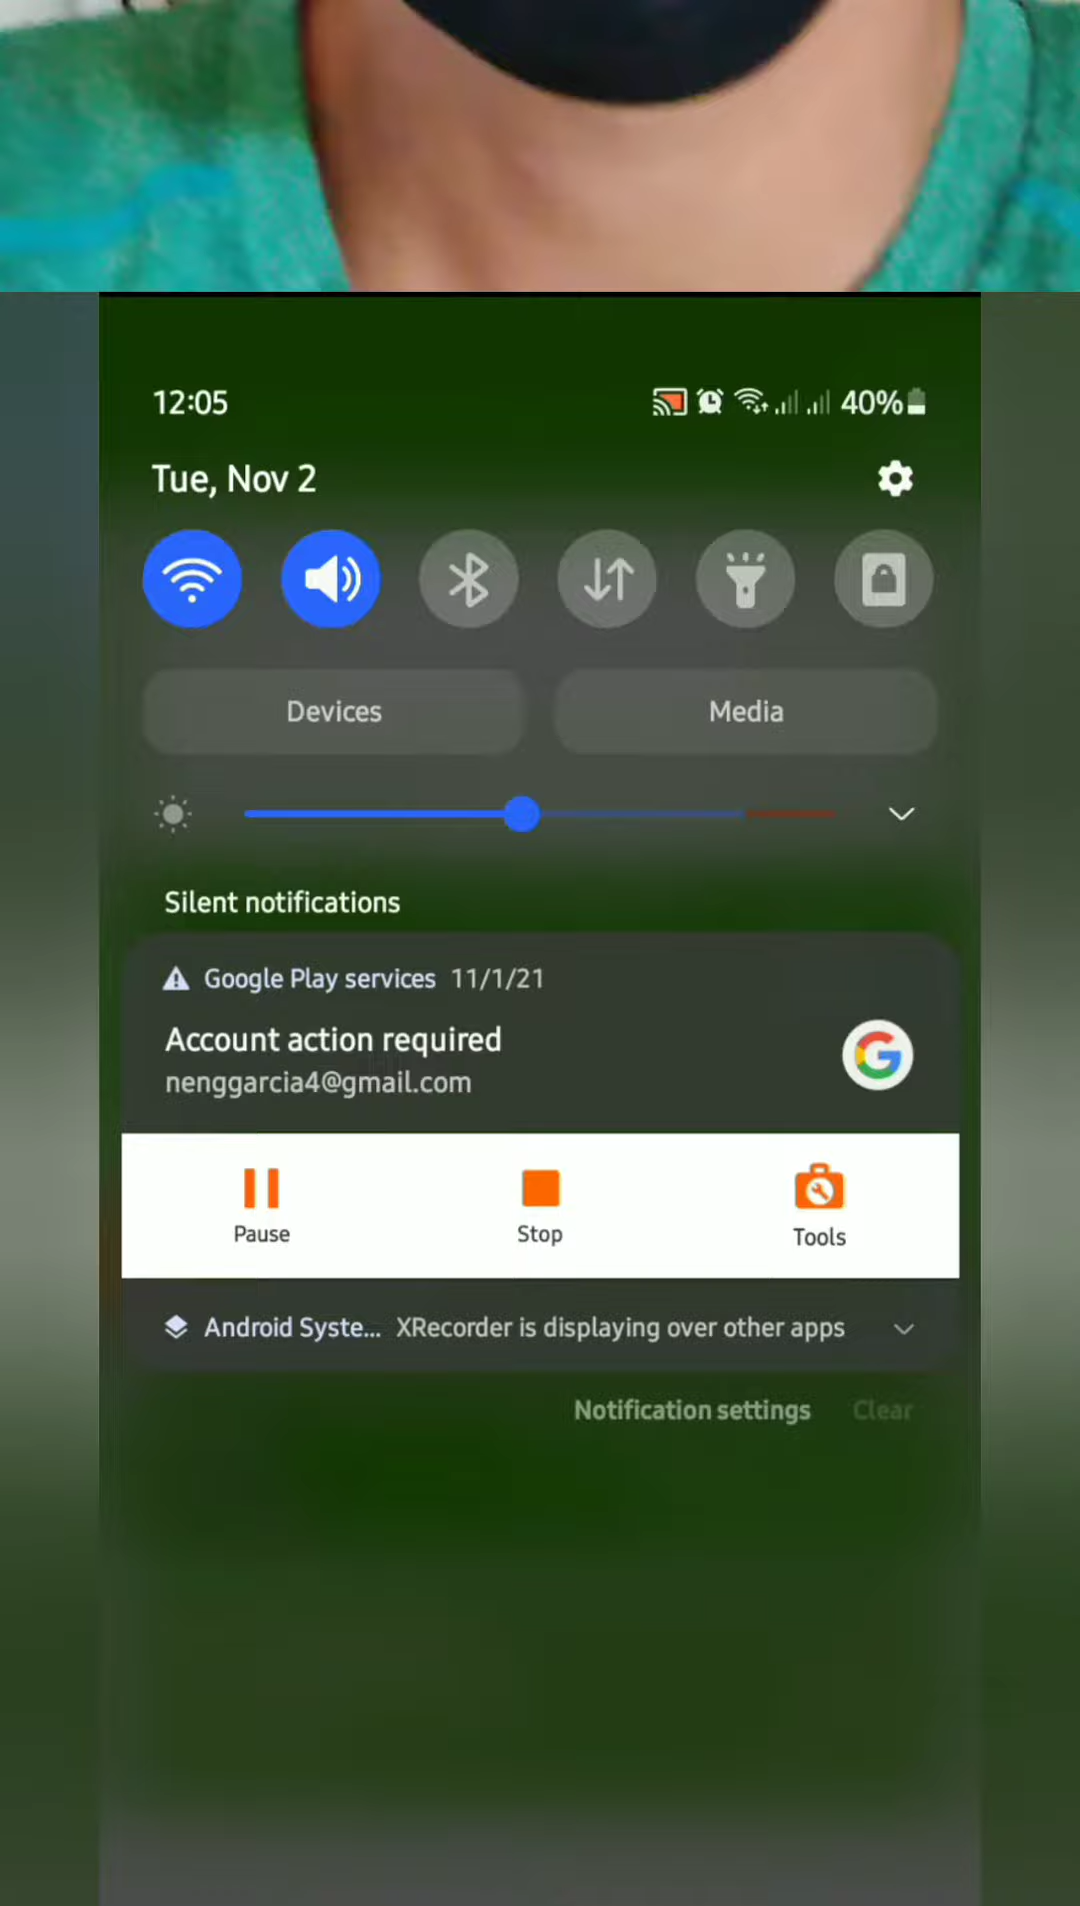 12:05 40%
Tue, Nov 2
Devices Media
Silent notifications
Google Play services 11/1/21
Account action required
nenggarcia4@gmail.com
Pause Stop Tools
Android Syste... XRecorder is displaying over other apps
Notification settings Clear